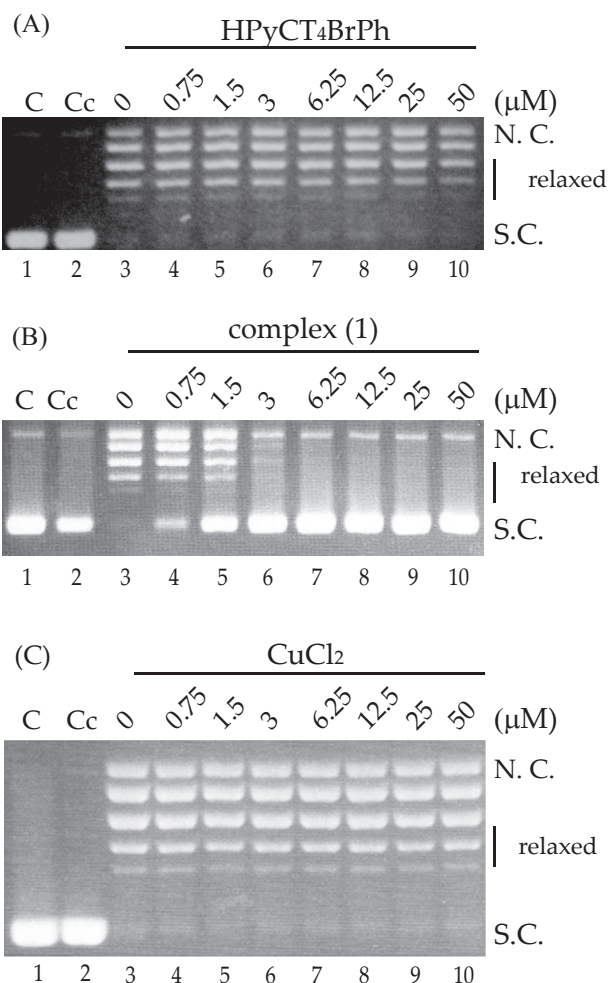 (A)
HPyCT₄BrPh
C Cc 0 0.75 1.5 3 6.25 12.5 25 50 (µM)
N. C.
relaxed
S.C.
1 2 3 4 5 6 7 8 9 10
(B)
complex (1)
C Cc 0 0.75 1.5 3 6.25 12.5 25 50 (µM)
N. C.
relaxed
S.C.
1 2 3 4 5 6 7 8 9 10
(C)
CuCl₂
C Cc 0 0.75 1.5 3 6.25 12.5 25 50 (µM)
N. C.
relaxed
S.C.
1 2 3 4 5 6 7 8 9 10